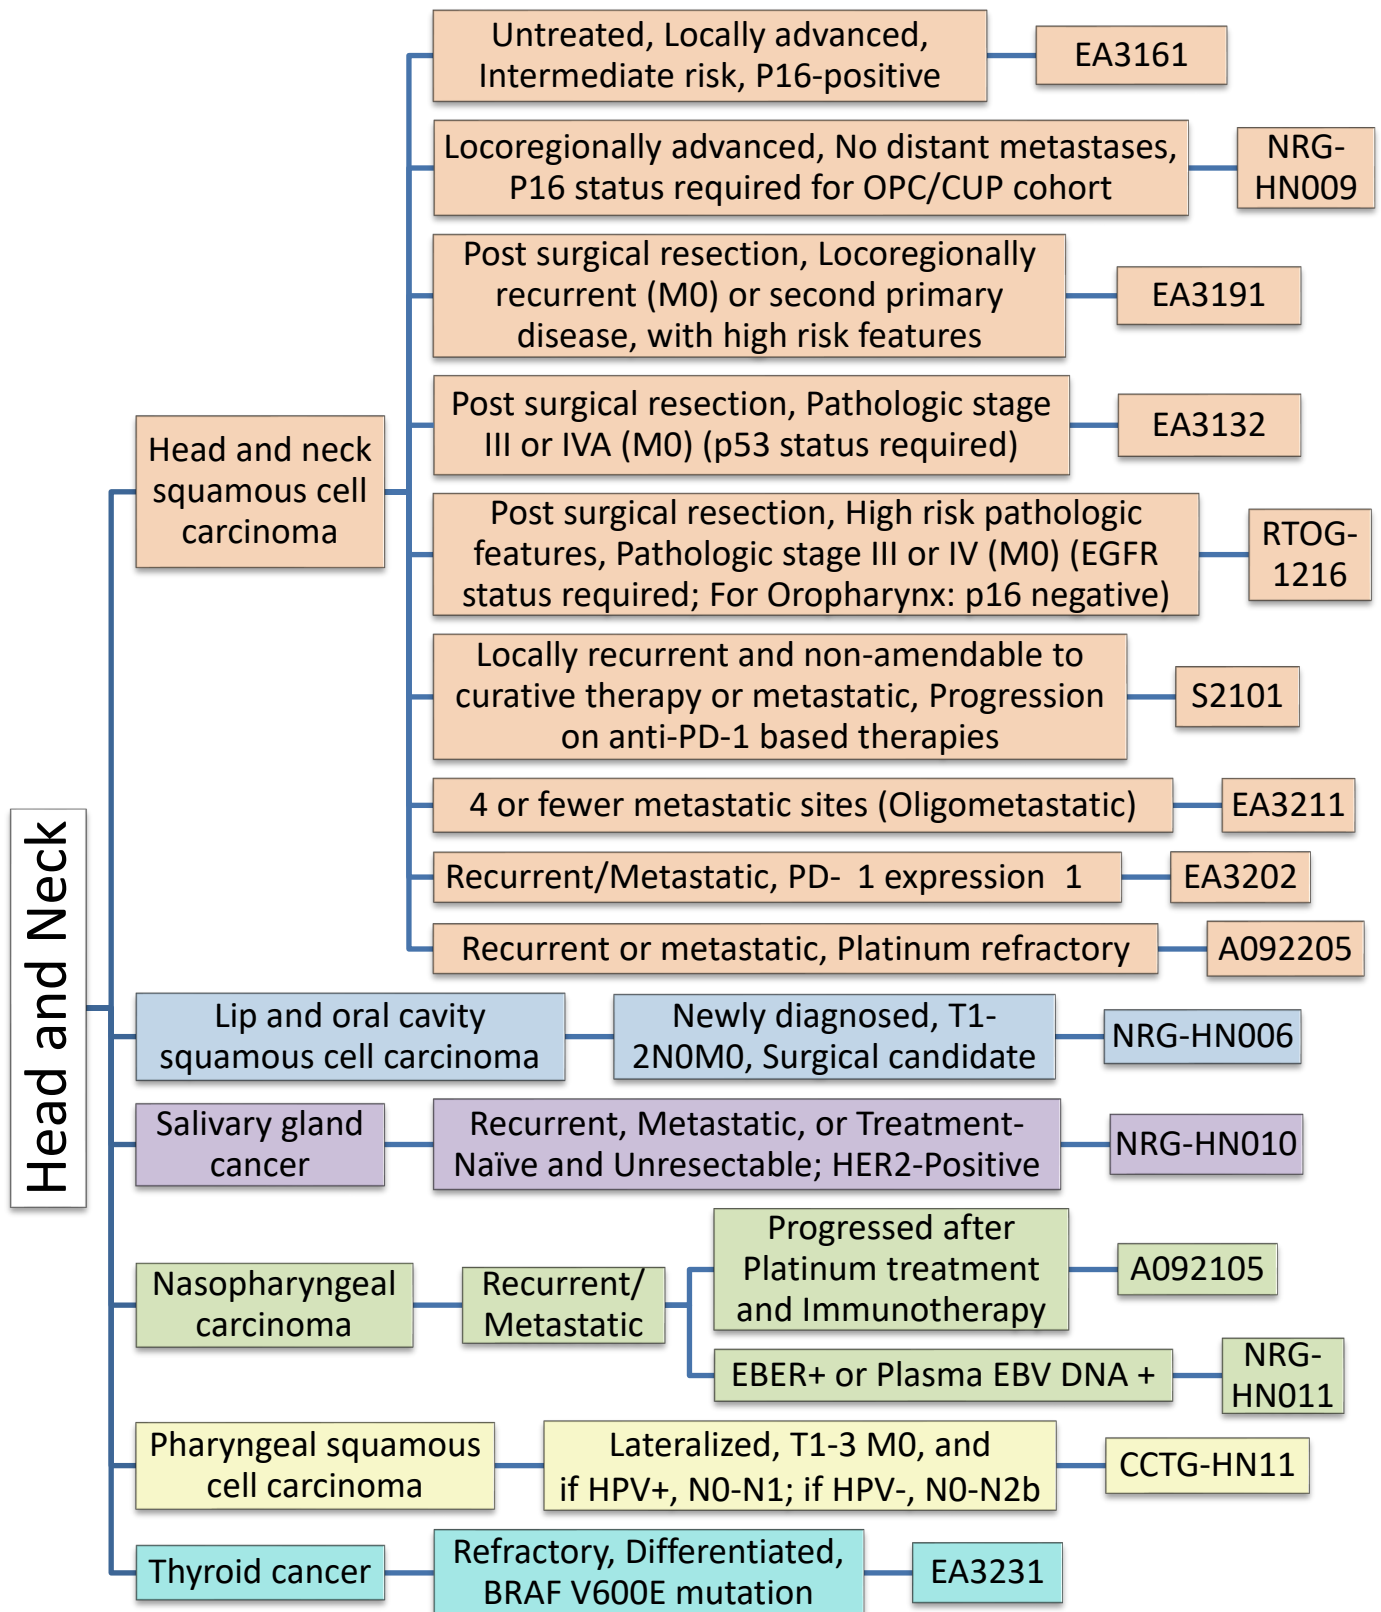 Head and Neck
Head and neck
squamous cell
carcinoma
Untreated, Locally advanced,
Intermediate risk, P16-positive
EA3161
Locoregionally advanced, No distant metastases,
P16 status required for OPC/CUP cohort
NRG-
HN009
Post surgical resection, Locoregionally
recurrent (M0) or second primary
disease, with high risk features
EA3191
Post surgical resection, Pathologic stage
III or IVA (M0) (p53 status required)
EA3132
Post surgical resection, High risk pathologic
features, Pathologic stage III or IV (M0) (EGFR
status required; For Oropharynx: p16 negative)
RTOG-
1216
Locally recurrent and non-amendable to
curative therapy or metastatic, Progression
on anti-PD-1 based therapies
S2101
4 or fewer metastatic sites (Oligometastatic)
EA3211
Recurrent/Metastatic, PD- 1 expression 1
EA3202
Recurrent or metastatic, Platinum refractory
A092205
Lip and oral cavity
squamous cell carcinoma
Newly diagnosed, T1-
2N0M0, Surgical candidate
NRG-HN006
Salivary gland
cancer
Recurrent, Metastatic, or Treatment-
Naïve and Unresectable; HER2-Positive
NRG-HN010
Nasopharyngeal
carcinoma
Recurrent/
Metastatic
Progressed after
Platinum treatment
and Immunotherapy
A092105
EBER+ or Plasma EBV DNA +
NRG-
HN011
Pharyngeal squamous
cell carcinoma
Lateralized, T1-3 M0, and
if HPV+, N0-N1; if HPV-, N0-N2b
CCTG-HN11
Thyroid cancer
Refractory, Differentiated,
BRAF V600E mutation
EA3231